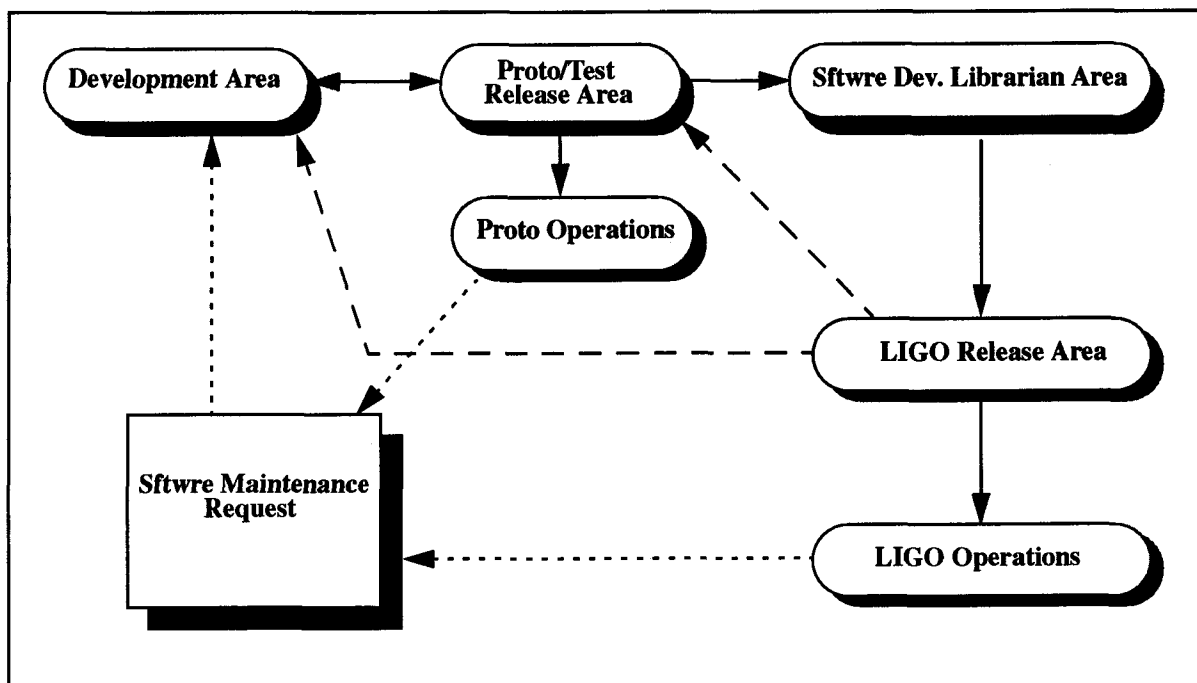 Development Area
Proto/Test
Release Area
Sftwre Dev. Librarian Area
Proto Operations
LIGO Release Area
Sftwre Maintenance
Request
LIGO Operations